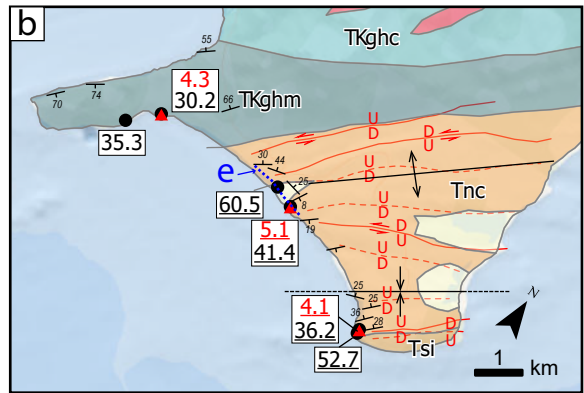 b
TKghc
55
4.3
30.2
TKghm
70
74
66
35.3
U
D
D
U
e
30
44
U
D
25
60.5
8
Tnc
U
D
5.1
41.4
19
D
U
U
D
25
U
D
4.1
36.2
25
36
28
U
D
D
U
52.7
Tsi
N
1
km